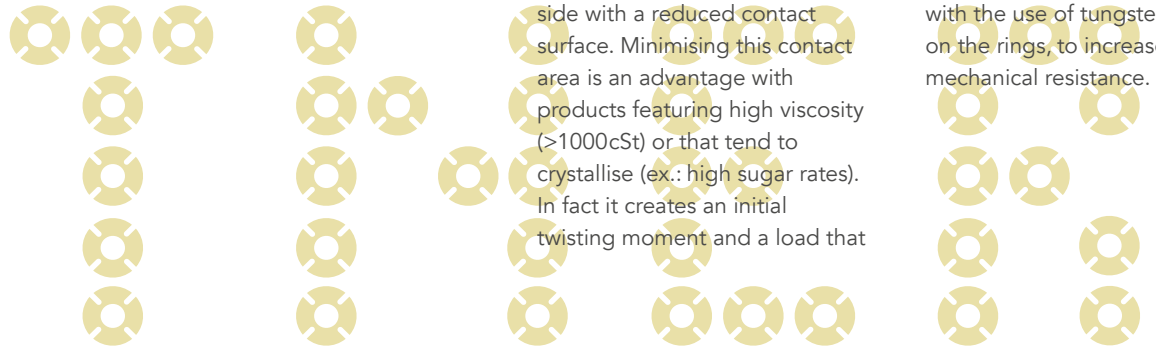 side with a reduced contact
surface. Minimising this contact
area is an advantage with
products featuring high viscosity
(>1000cSt) or that tend to
crystallise (ex.: high sugar rates).
In fact it creates an initial
twisting moment and a load that
with the use of
on the rings, to
mechanical resistance.